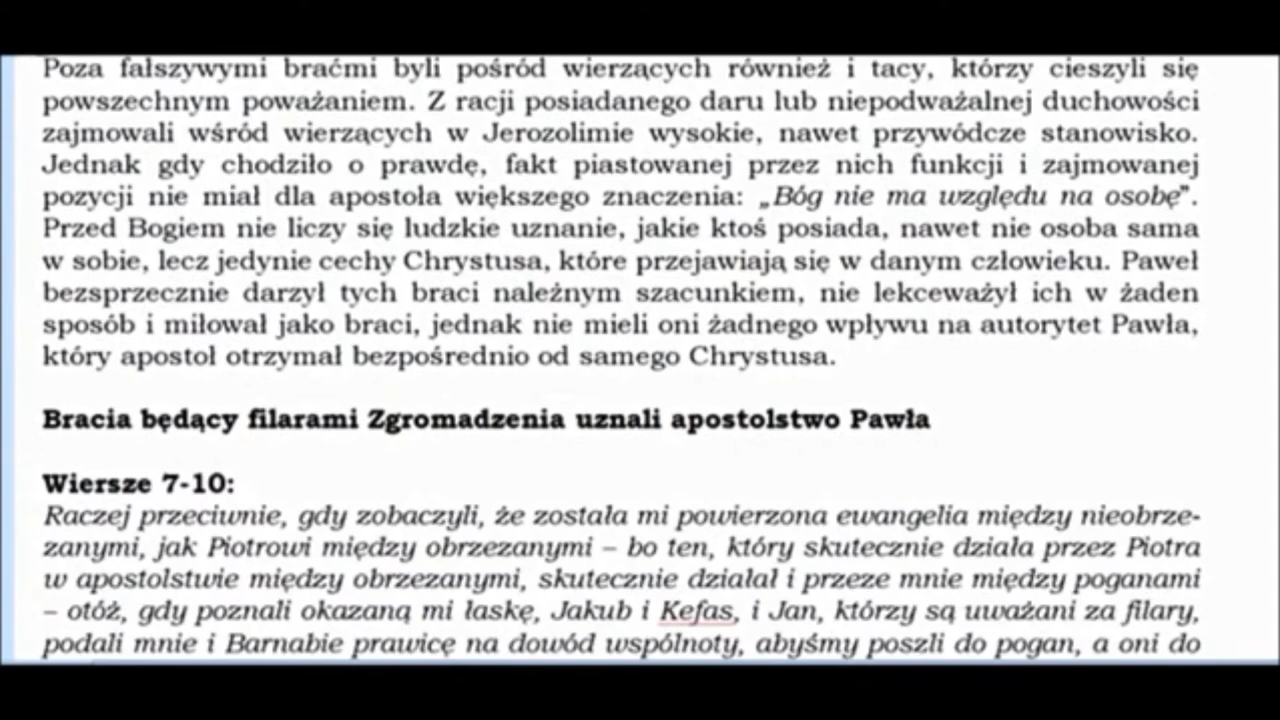 Poza fałszywymi braćmi byli pośród wierzących również i tacy, którzy cieszyli się
powszechnym poważaniem. Z racji posiadanego daru lub niepodważalnej duchowości
zajmowali wśród wierzących w Jerozolimie wysokie, nawet przywódcze stanowisko.
Jednak gdy chodziło o prawdę, fakt piastowanej przez nich funkcji i zajmowanej
pozycji nie miał dla apostoła większego znaczenia: „Bóg nie ma względu na osobę”.
Przed Bogiem nie liczy się ludzkie uznanie, jakie ktoś posiada, nawet nie osoba sama
w sobie, lecz jedynie cechy Chrystusa, które przejawiają się w danym człowieku. Paweł
bezsprzecznie darzył tych braci należnym szacunkiem, nie lekceważył ich w żaden
sposób i miłował jako braci, jednak nie mieli oni żadnego wpływu na autorytet Pawła,
który apostoł otrzymał bezpośrednio od samego Chrystusa.
Bracia będący filarami Zgromadzenia uznali apostolstwo Pawła
Wiersze 7-10:
Raczej przeciwnie, gdy zobaczyli, że została mi powierzona ewangelia między nieobrze-
zanymi, jak Piotrowi między obrzezanymi – bo ten, który skutecznie działa przez Piotra
w apostolstwie między obrzezanymi, skutecznie działał i przeze mnie między poganami
– otóż, gdy poznali okazaną mi łaskę, Jakub i Kefas, i Jan, którzy są uważani za filary,
podali mnie i Barnabie prawicę na dowód wspólnoty, abyśmy poszli do pogan, a oni do